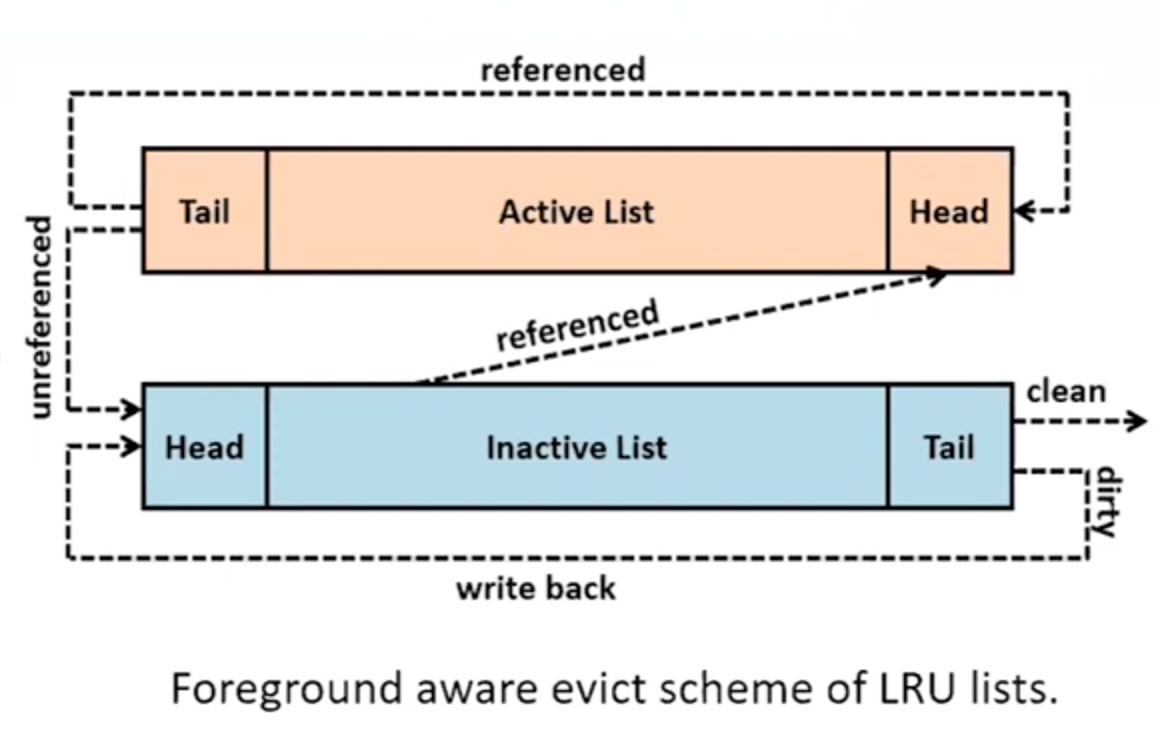 referenced
Tail
Active List
Head
unreferenced
referenced
clean
Head
Inactive List
Tail
dirty
write back
Foreground aware evict scheme of LRU lists.